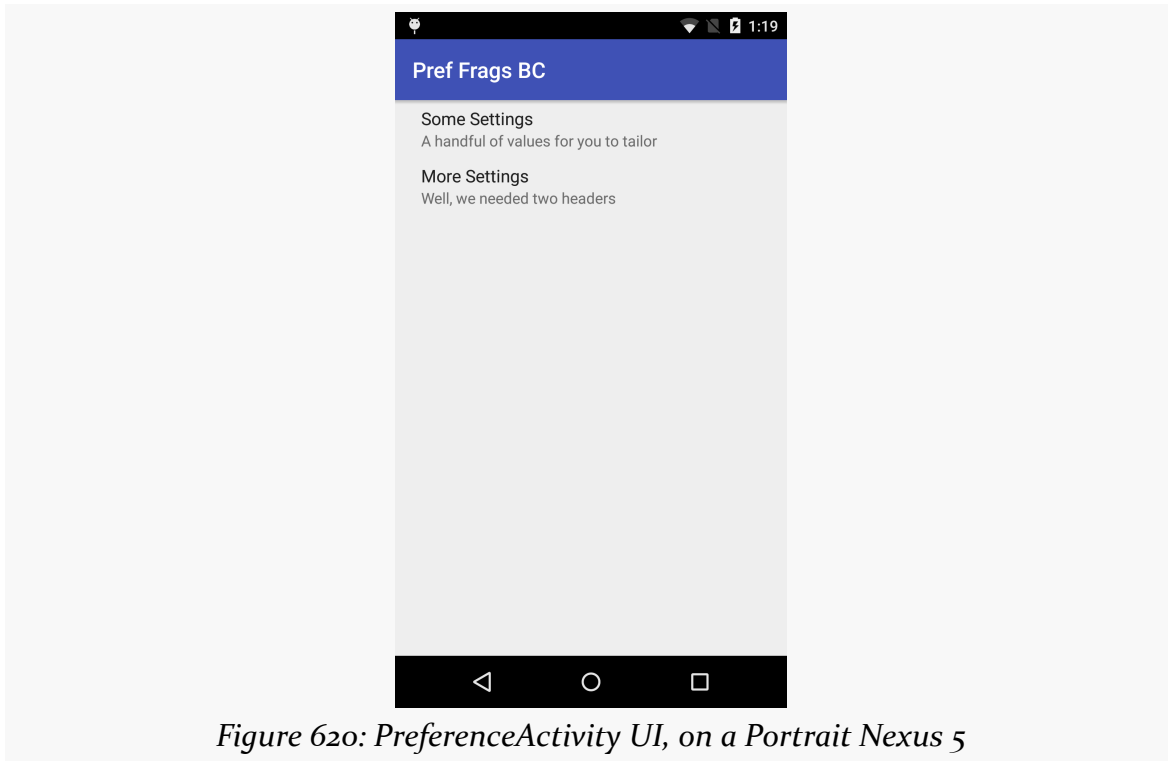 1:19
Pref Frags BC
Some Settings
A handful of values for you to tailor
More Settings
Well, we needed two headers
Figure 620: PreferenceActivity UI, on a Portrait Nexus 5